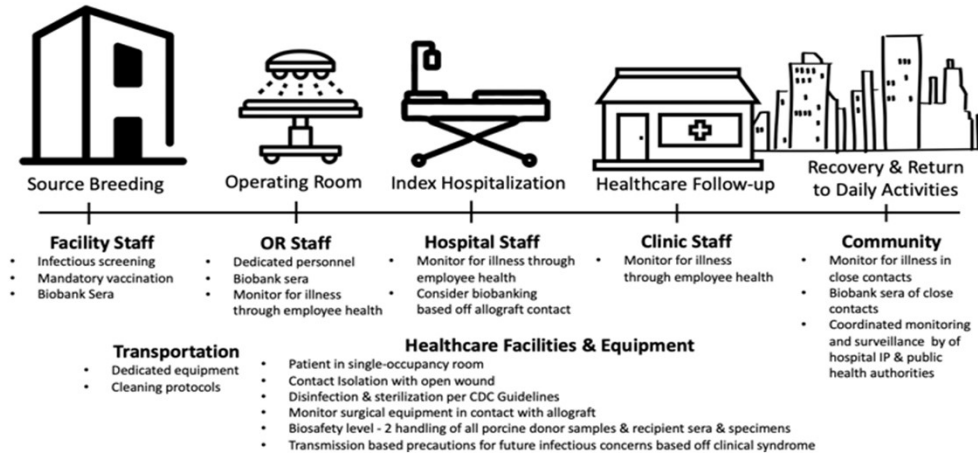 Source Breeding
Operating Room
Index Hospitalization
Healthcare Follow-up
Recovery & Return
to Daily Activities
Facility Staff
• Infectious screening
• Mandatory vaccination
• Biobank Sera
OR Staff
• Dedicated personnel
• Biobank sera
• Monitor for illness
through employee health
Hospital Staff
• Monitor for illness through
employee health
• Consider biobanking
based off allograft contact
Clinic Staff
• Monitor for illness
through employee health
Community
• Monitor for illness in
close contacts
• Biobank sera of close
contacts
• Coordinated monitoring
and surveillance by of
hospital IP & public
health authorities
Transportation
• Dedicated equipment
• Cleaning protocols
Healthcare Facilities & Equipment
• Patient in single-occupancy room
• Contact Isolation with open wound
• Disinfection & sterilization per CDC Guidelines
• Monitor surgical equipment in contact with allograft
• Biosafety level - 2 handling of all porcine donor samples & recipient sera & specimens
• Transmission based precautions for future infectious concerns based off clinical syndrome